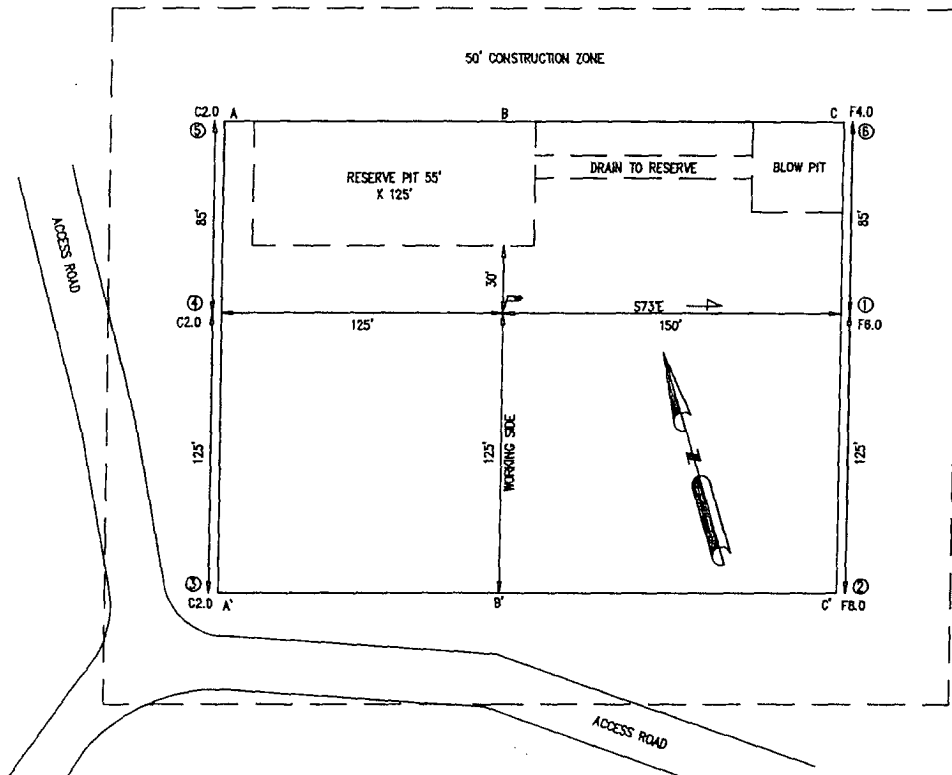 50' CONSTRUCTION ZONE
C2.0 A B C F4.0
⑤ ⑥
RESERVE PIT 55'
X 125'
DRAIN TO RESERVE
BLOW PIT
85'
85'
ACCESS ROAD
30'
④ S73'E ①
C2.0 125' 150' F6.0
125'
125'
WORKING SIDE
125'
N
③ ②
C2.0 A' B' C' F8.0
ACCESS ROAD